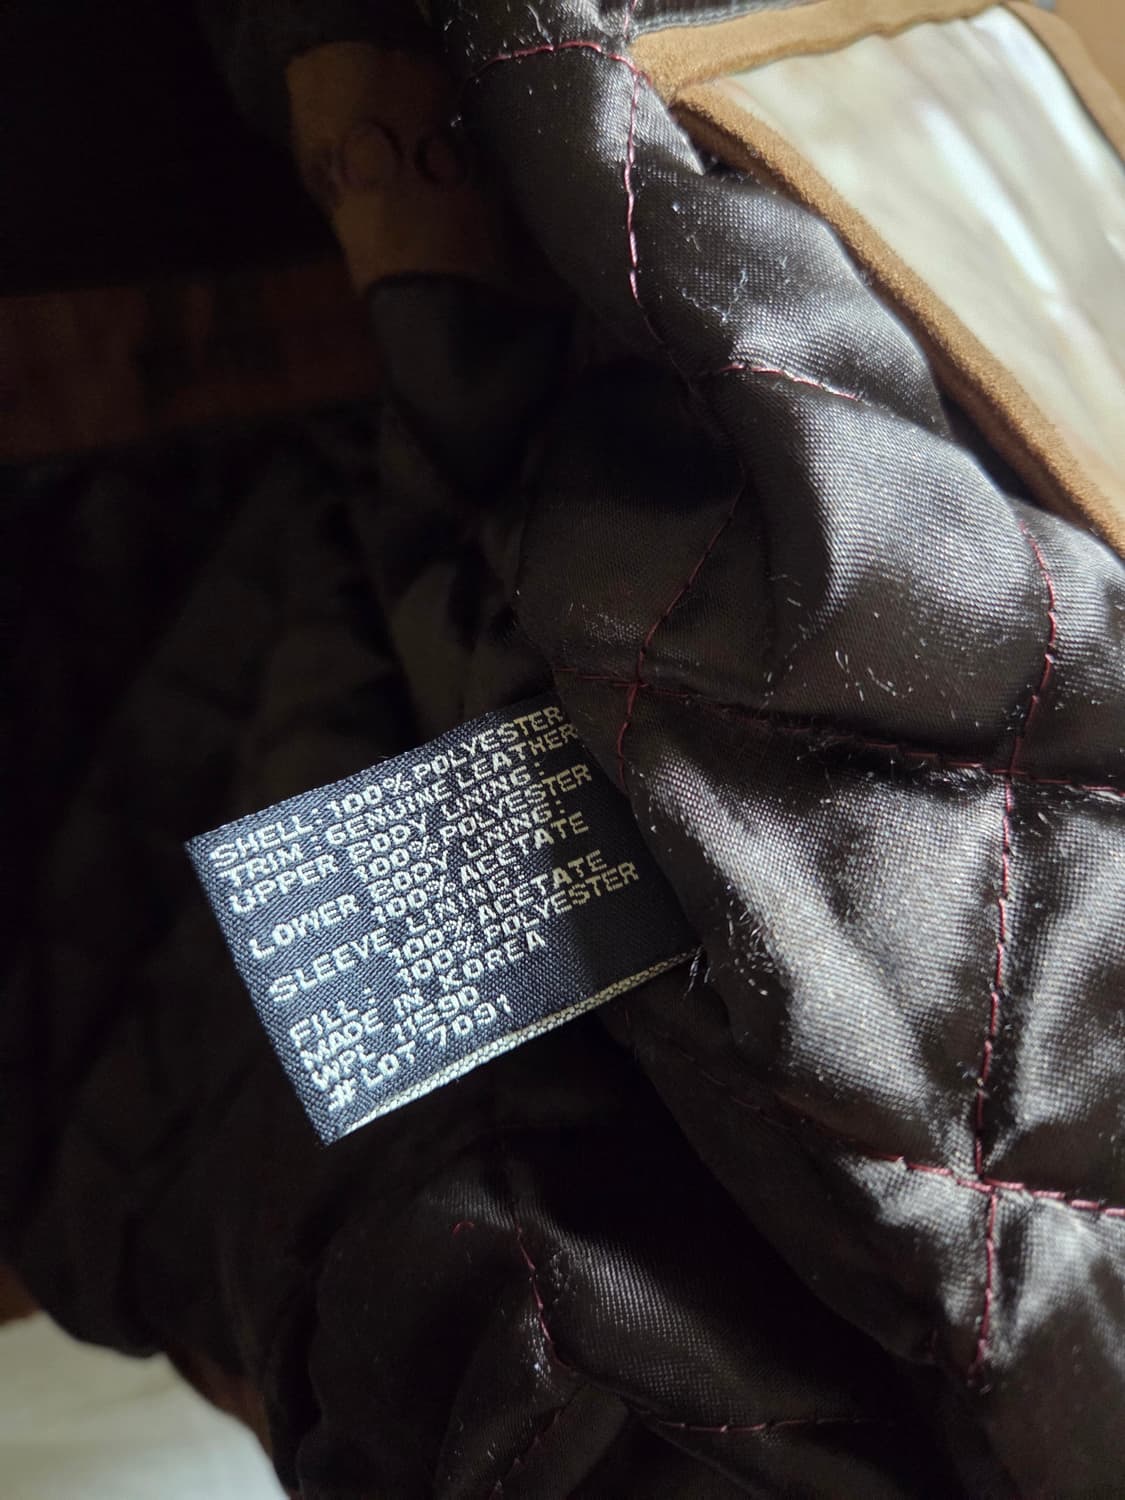 SHELL: 100% POLYESTER
TRIM: GENUINE LEATHER
UPPER BODY LINING:
100% POLYESTER
LOWER BODY LINING:
100% ACETATE
SLEEVE LINING:
100% ACETATE
FILL: 100% POLYESTER
MADE IN KOREA
WPL 11590
# LOT 7091